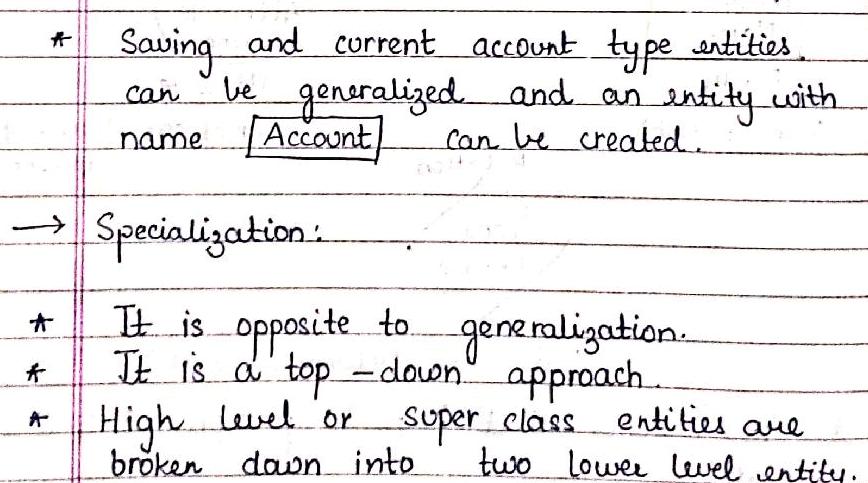 * Saving and current account type entities.
can be generalized and an entity with
name Account can be created.
→ Specialization:
* It is opposite to generalization.
* It is a top-down approach.
* High level or super class entities are
broken down into two lower level entity.